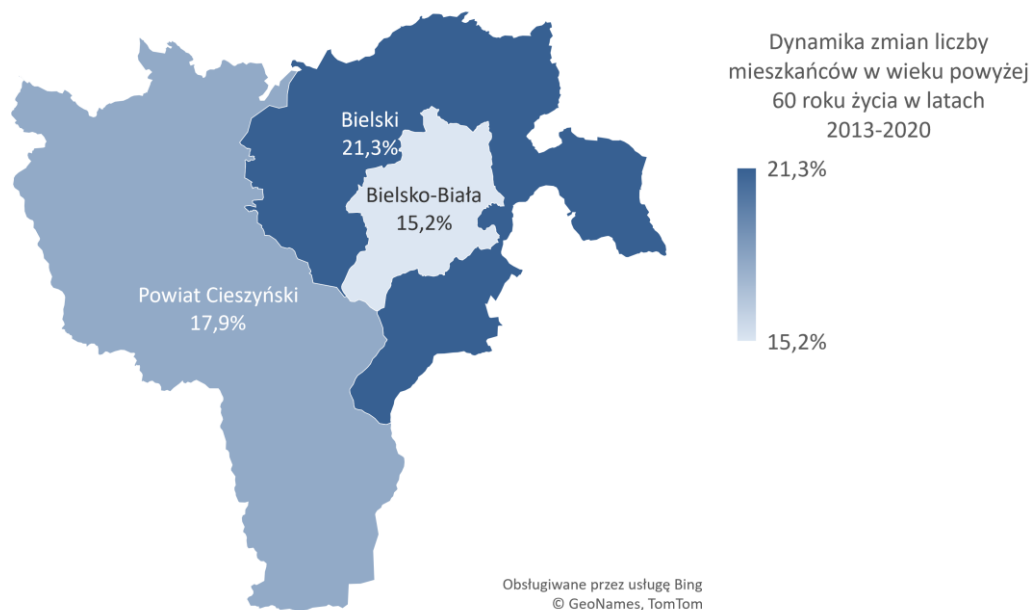 Dynamika zmian liczby
mieszkańców w wieku powyżej
60 roku życia w latach
2013-2020
21,3%
15,2%
Bielski
21,3%
Bielsko-Biała
15,2%
Powiat Cieszyński
17,9%
Obsługiwane przez usługę Bing
© GeoNames, TomTom